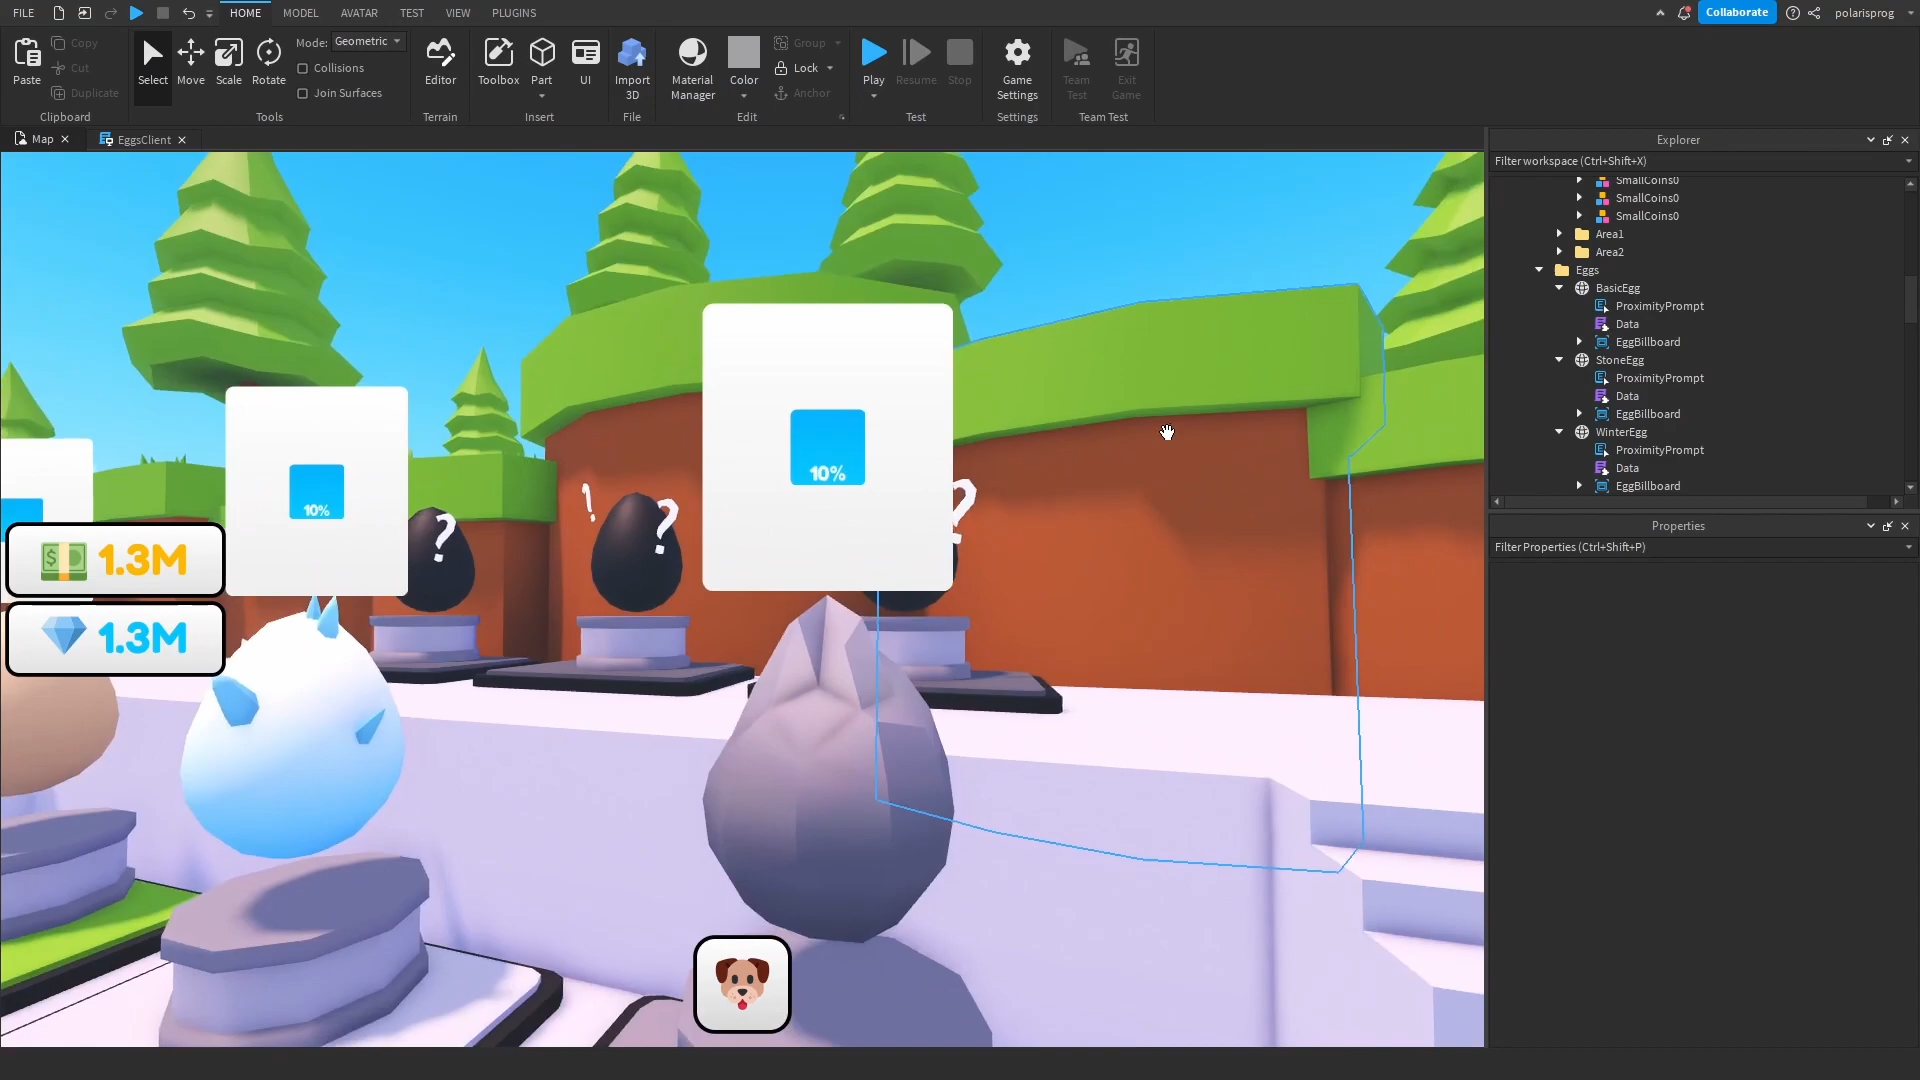 FILE
HOME
MODEL
AVATAR
TEST
VIEW
PLUGINS
Collaborate
polarisprog
Paste
Copy
Cut
Duplicate
Clipboard
Select
Move
Scale
Rotate
Mode: Geometric
Collisions
Join Surfaces
Tools
Editor
Terrain
Toolbox
Part
UI
Insert
Import
3D
File
Material
Manager
Color
Group
Lock
Anchor
Edit
Play
Resume
Stop
Test
Game
Settings
Settings
Team
Test
Exit
Game
Team Test
Map
EggsClient
Explorer
Filter workspace (Ctrl+Shift+X)
SmallCoins0
SmallCoins0
SmallCoins0
Area1
Area2
Eggs
BasicEgg
ProximityPrompt
Data
EggBillboard
StoneEgg
ProximityPrompt
Data
EggBillboard
WinterEgg
ProximityPrompt
Data
EggBillboard
Properties
Filter Properties (Ctrl+Shift+P)
10%
10%
?
!
?
?
$ 1.3M
1.3M